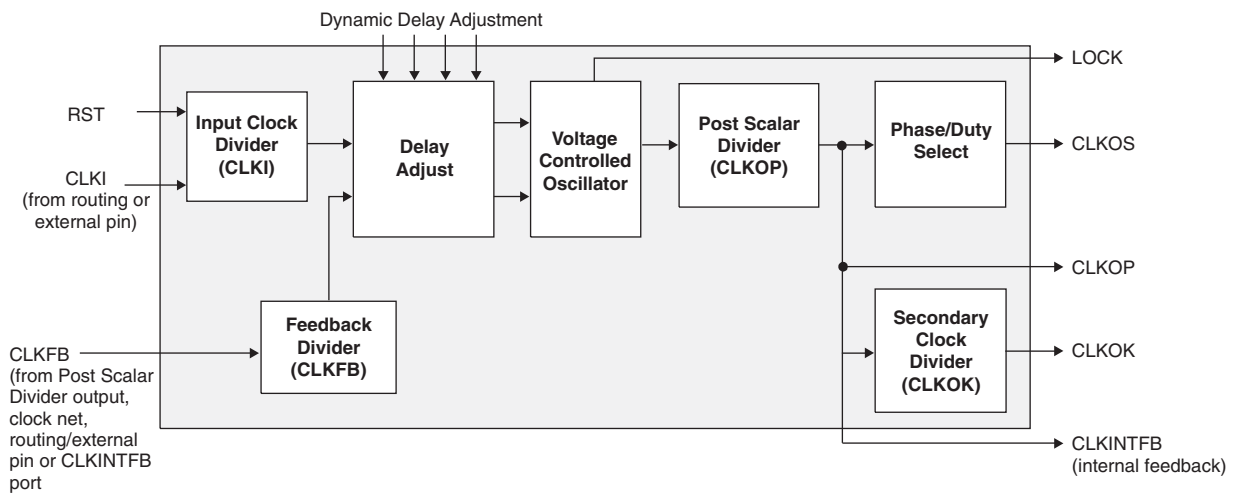 Dynamic Delay Adjustment
LOCK
RST
Input Clock
Divider
(CLKI)
Delay
Adjust
Voltage
Controlled
Oscillator
Post Scalar
Divider
(CLKOP)
Phase/Duty
Select
CLKOS
CLKI
(from routing or
external pin)
CLKOP
Feedback
Divider
(CLKFB)
Secondary
Clock
Divider
(CLKOK)
CLKOK
CLKFB
(from Post Scalar
Divider output,
clock net,
routing/external
pin or CLKINTFB
port
CLKINTFB
(internal feedback)